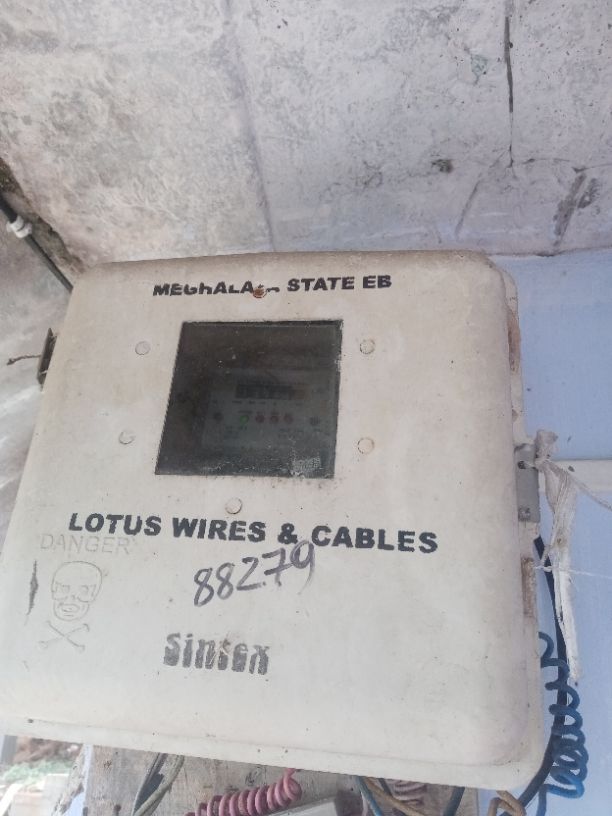 STATE EB
LOTUS WIRES & CABLES
DANGER
88279
Sintex